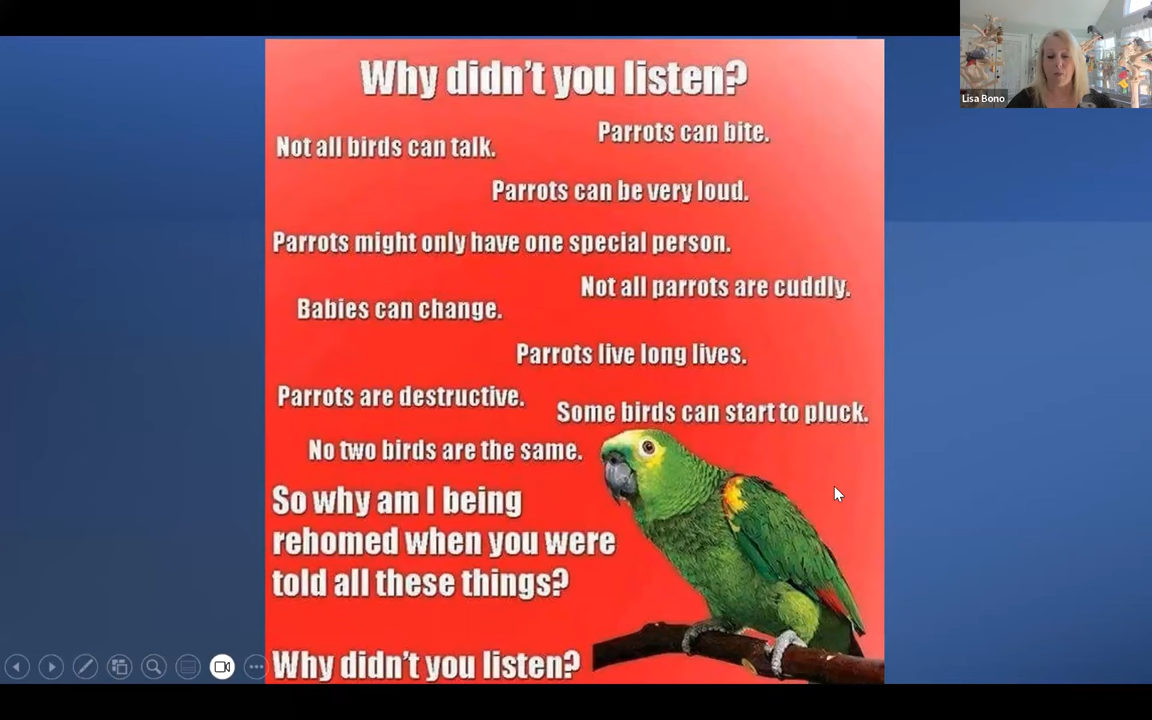 Why didn't you listen?
Parrots can bite.
Not all birds can talk.
Parrots can be very loud.
Parrots might only have one special person.
Not all parrots are cuddly.
Babies can change.
Parrots live long lives.
Parrots are destructive.
Some birds can start to pluck.
No two birds are the same.
So why am I being
rehomed when you were
told all these things?
Why didn't you listen?
Lisa Bono